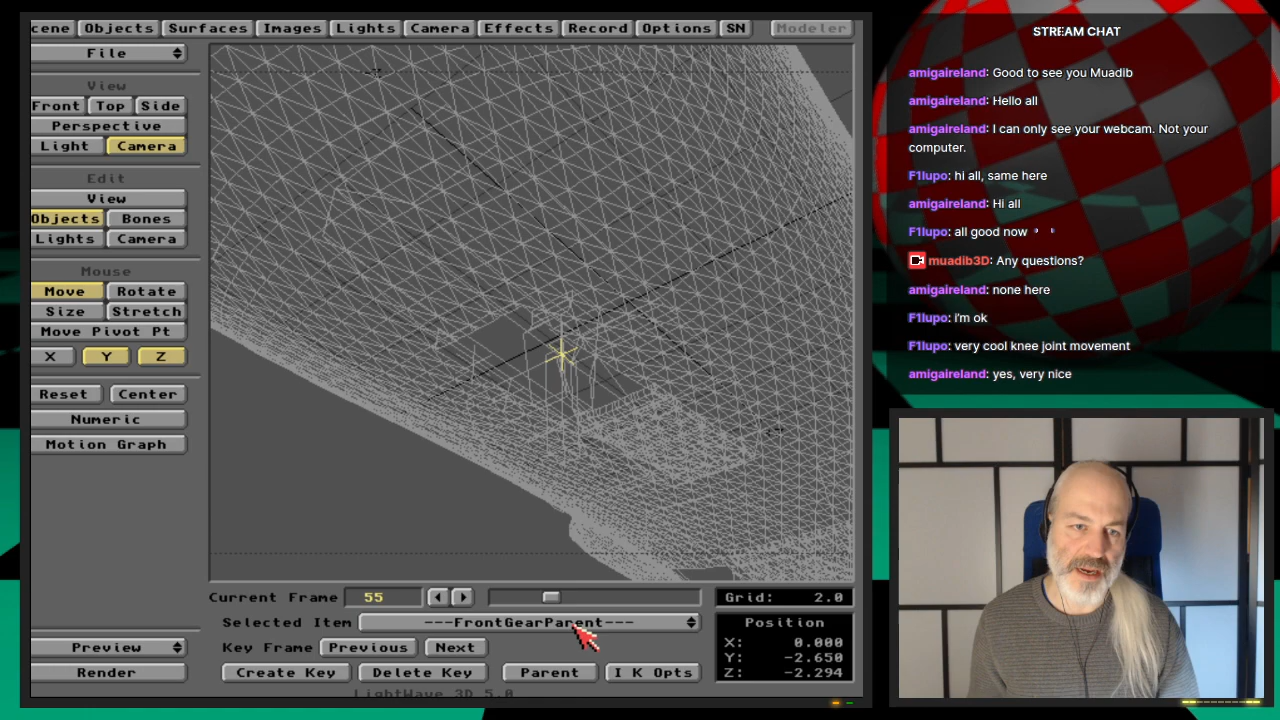 cene Objects Surfaces Images Lights Camera Effects Record Options SN Modeler
File
View
Front Top Side
Perspective
Light Camera
Edit
View
Objects Bones
Lights Camera
Mouse
Move Rotate
Size Stretch
Move Pivot Pt
X Y Z
Reset Center
Numeric
Motion Graph
Preview
Render
Current Frame 55
Selected Item ---FrontGearParent---
Key Frame Previous Next
Create Key Delete Key Parent I K Opts
LightWave 3D 5.0
Grid: 2.0
Position
X: 0.000
Y: -2.650
Z: -2.294
STREAM CHAT
amigaireland: Good to see you Muadib
amigaireland: Hello all
amigaireland: I can only see your webcam. Not your
computer.
F1lupo: hi all, same here
amigaireland: Hi all
F1lupo: all good now
muadib3D: Any questions?
amigaireland: none here
F1lupo: i'm ok
F1lupo: very cool knee joint movement
amigaireland: yes, very nice